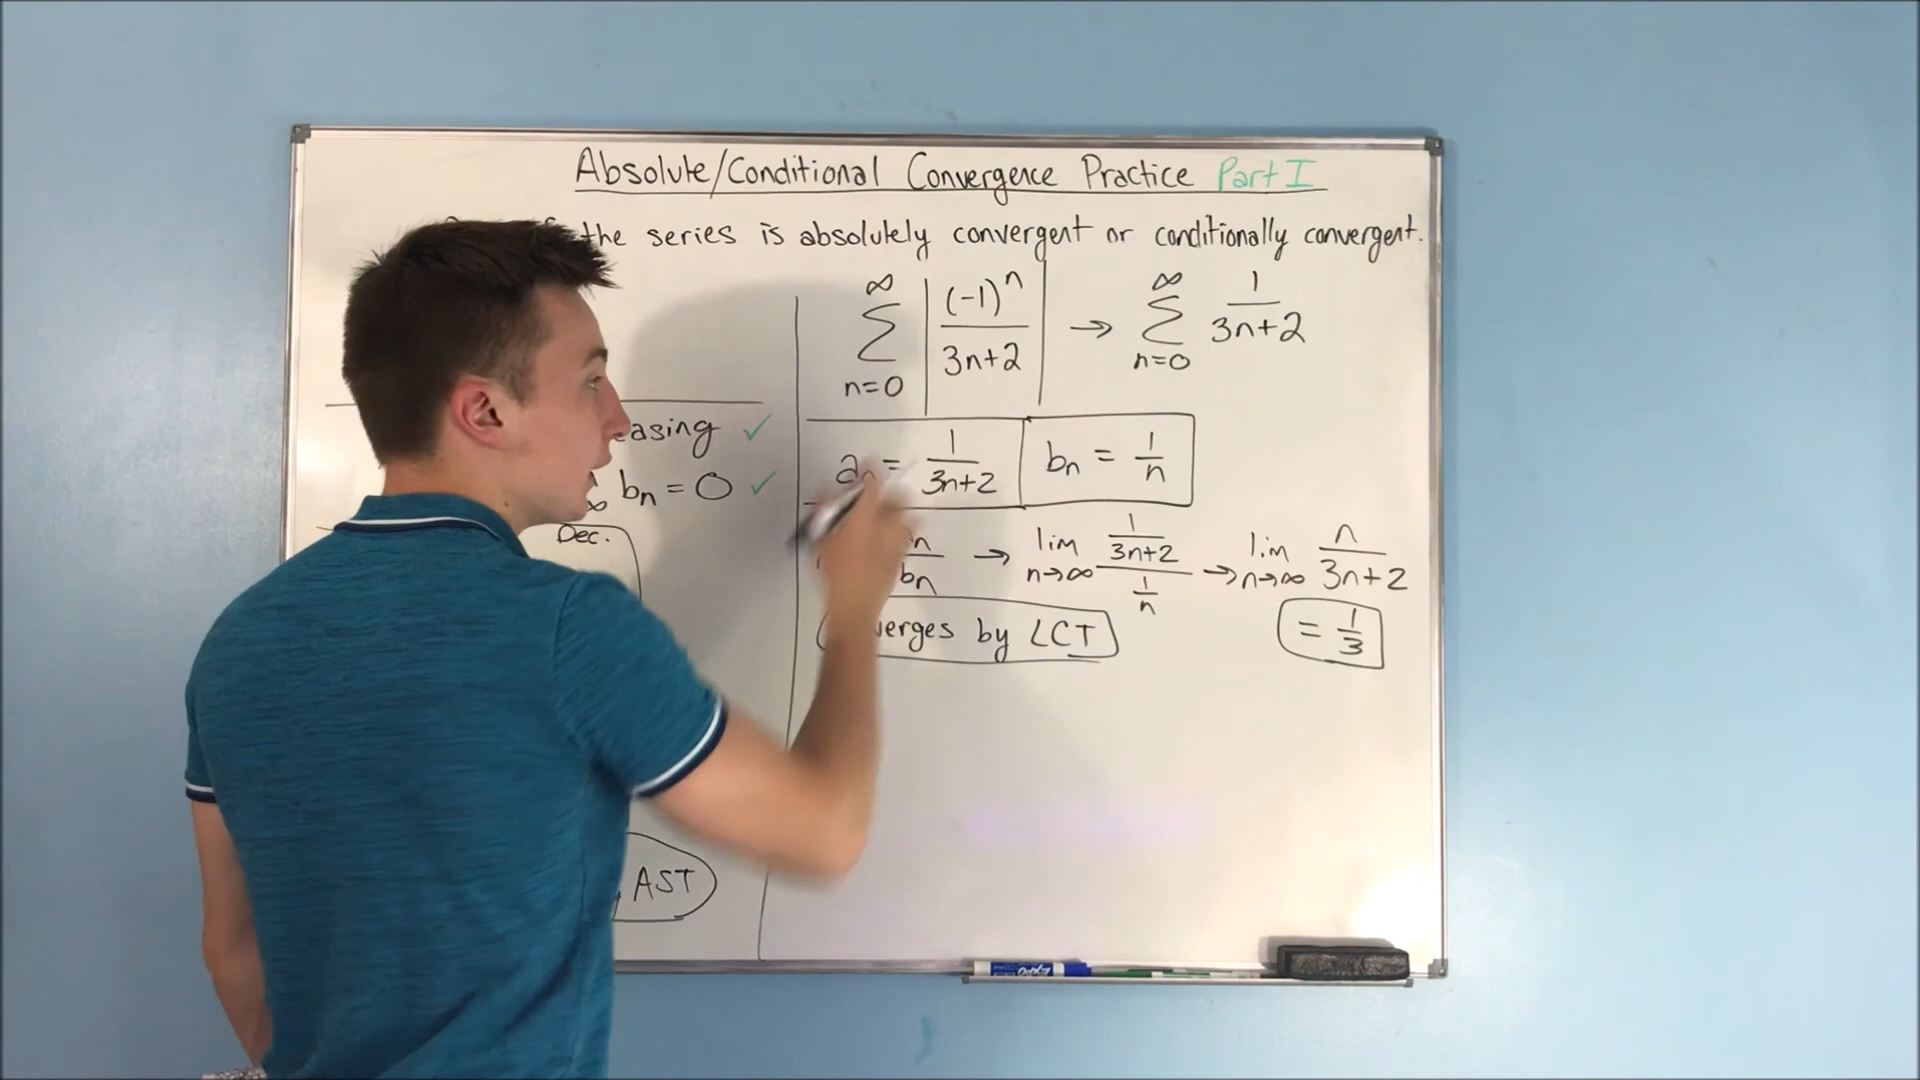 Absolute/Conditional Convergence Practice Part I
the series is absolutely convergent or conditionally convergent.
∞ ∑ n=0 | (-1)^n / 3n+2 | → ∞ ∑ n=0 1 / 3n+2
easing ✓
bn = 0 ✓
Dec.
AST
an = 1 / 3n+2
bn = 1 / n
bn → lim n→∞ 1 / 3n+2 / 1 / n → lim n→∞ n / 3n+2
= 1 / 3
verges by LCT
Expo